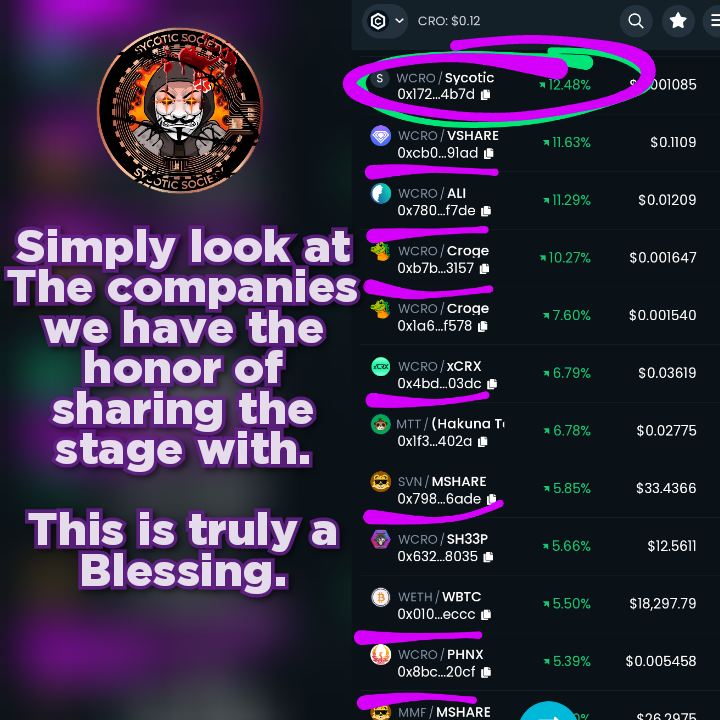 SYCOTIC SOCIETY
SYCOTIC SOCIETY
Simply look at
The companies
we have the
honor of
sharing the
stage with.
This is truly a
Blessing.
CRO: $0.12
S WCRO / Sycotic 12.48% 001085
0x172...4b7d
WCRO / VSHARE 11.63% $0.1109
0xcb0...91ad
WCRO / ALI 11.29% $0.01209
0x780...f7de
WCRO / Croge 10.27% $0.001647
0xb7b...3157
WCRO / Croge 7.60% $0.001540
0x1a6...f578
xCRX WCRO / xCRX 6.79% $0.03619
0x4bd...03dc
MTT / (Hakuna 6.78% $0.02775
0x1f3...402a
SVN / MSHARE 5.85% $33.4366
0x798...6ade
WCRO / SH33P 5.66% $12.5611
0x632...8035
WETH / WBTC 5.50% $18,297.79
0x010...eccc
WCRO / PHNX 5.39% $0.005458
0x8bc...20cf
MMF / MSHARE $26.2975